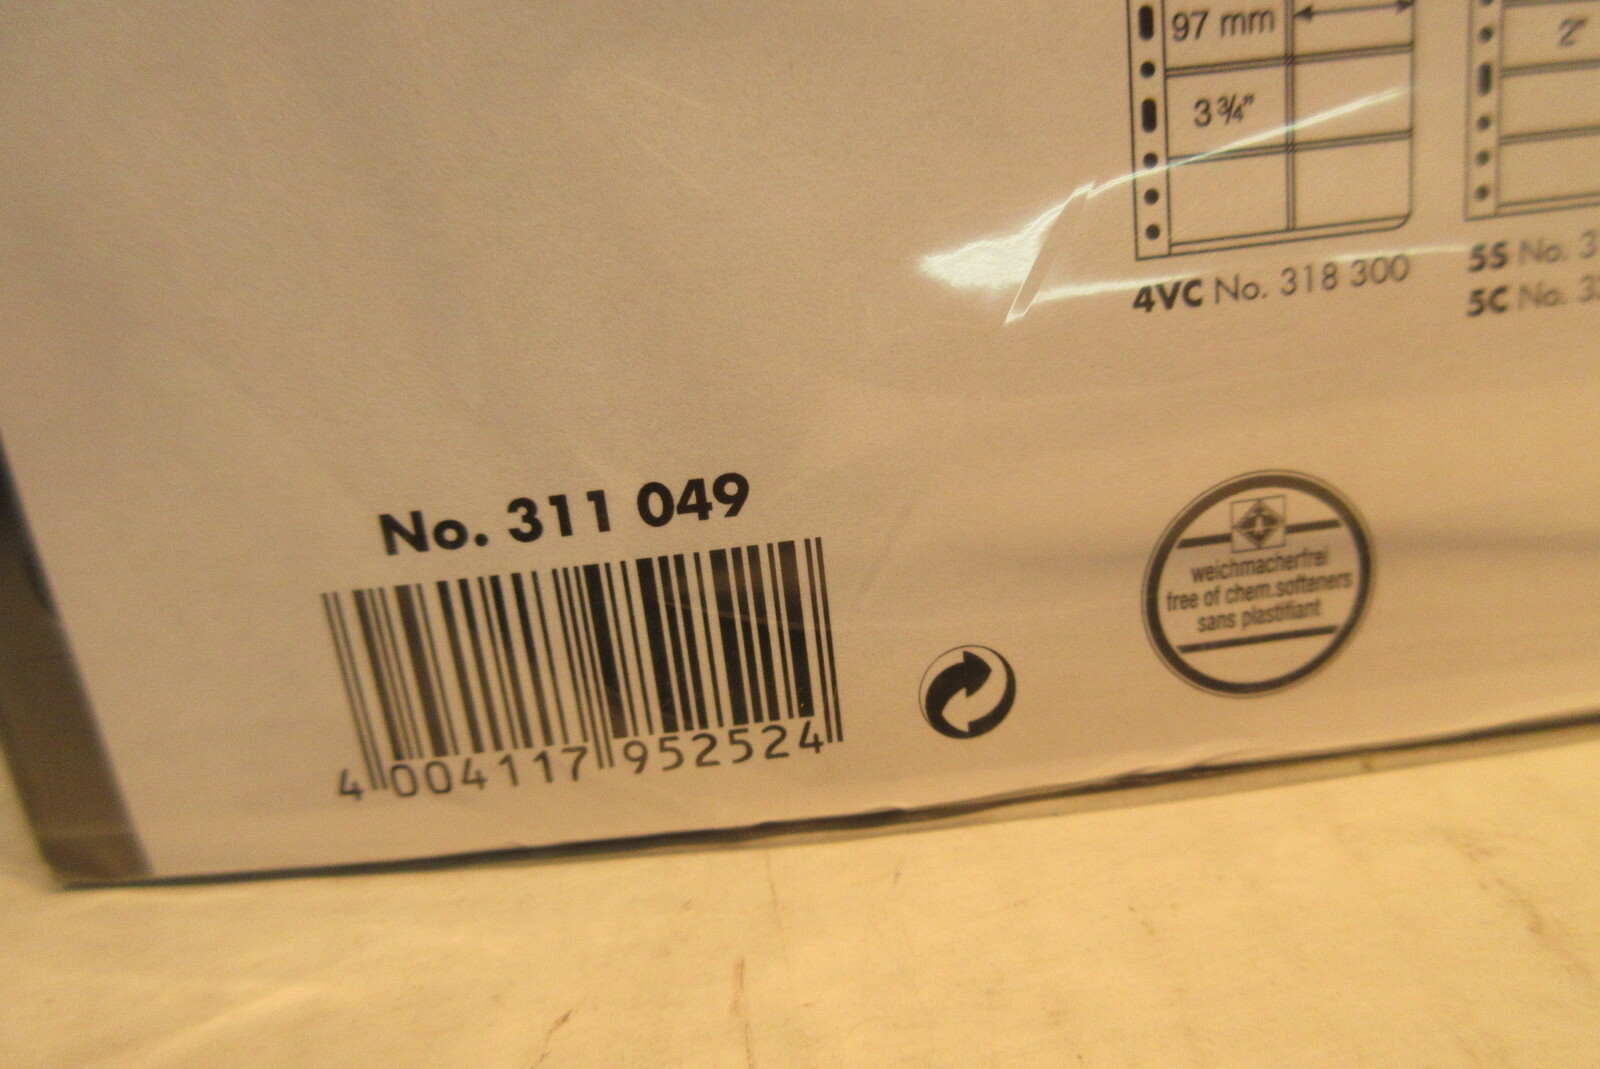 97 mm
2"
3 ¾"
4VC No. 318 300
5S No. 3
5C No. 3
No. 311 049
4 004117 952524
weichmacherfrei
free of chem.softeners
sans plastifiant